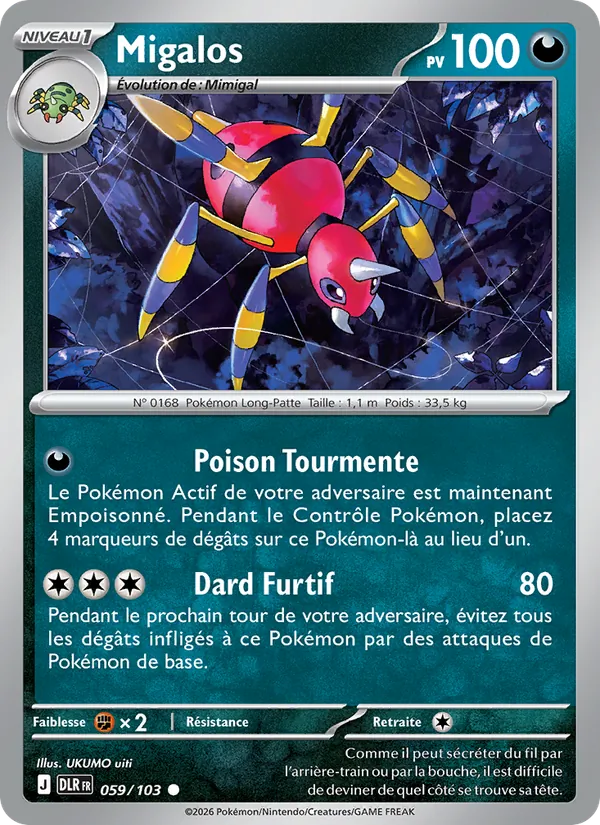 NIVEAU 1
Migalos
PV 100
Évolution de : Mimigal
N° 0168 Pokémon Long-Patte Taille : 1,1 m Poids : 33,5 kg
Poison Tourmente
Le Pokémon Actif de votre adversaire est maintenant
Empoisonné. Pendant le Contrôle Pokémon, placez
4 marqueurs de dégâts sur ce Pokémon-là au lieu d'un.
Dard Furtif 80
Pendant le prochain tour de votre adversaire, évitez tous
les dégâts infligés à ce Pokémon par des attaques de
Pokémon de base.
Faiblesse × 2 Résistance Retraite
Illus. UKUMO uiti
Comme il peut sécréter du fil par
l'arrière-train ou par la bouche, il est difficile
de deviner de quel côté se trouve sa tête.
J DLR FR 059/103
©2026 Pokémon/Nintendo/Creatures/GAME FREAK